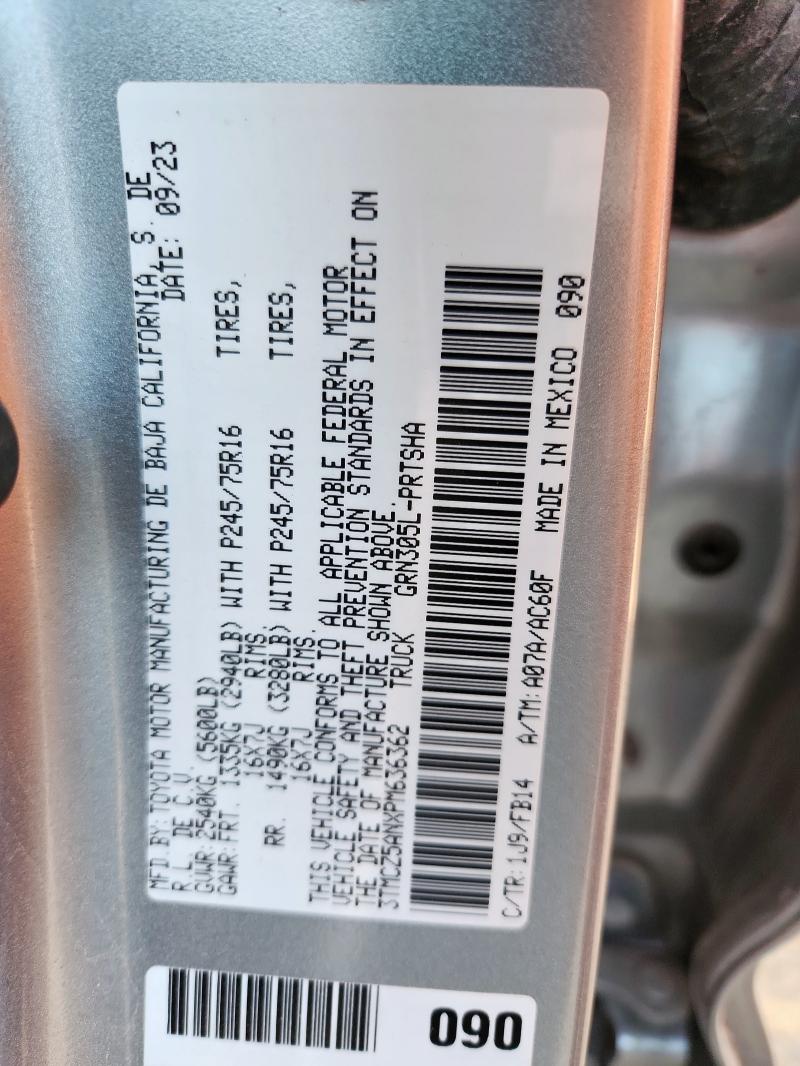 MFD.BY: TOYOTA MOTOR MANUFACTURING DE BAJA CALIFORNIA, S. DE
R.L. DE C.V. DATE: 09/23
GVWR: 2540KG (5600LB)
GAWR: FRT. 1335KG (2940LB) WITH P245/75R16 TIRES,
16X7J RIMS.
RR. 1490KG (3280LB) WITH P245/75R16 TIRES,
16X7J RIMS.
THIS VEHICLE CONFORMS TO ALL APPLICABLE FEDERAL MOTOR
VEHICLE SAFETY AND THEFT PREVENTION STANDARDS IN EFFECT ON
THE DATE OF MANUFACTURE SHOWN ABOVE.
3TMCZ5ANXPM636362 TRUCK GRN305L-PRTSHA
C/TR:1J9/FB14 A/TM:A07A/AC60F MADE IN MEXICO 090
090